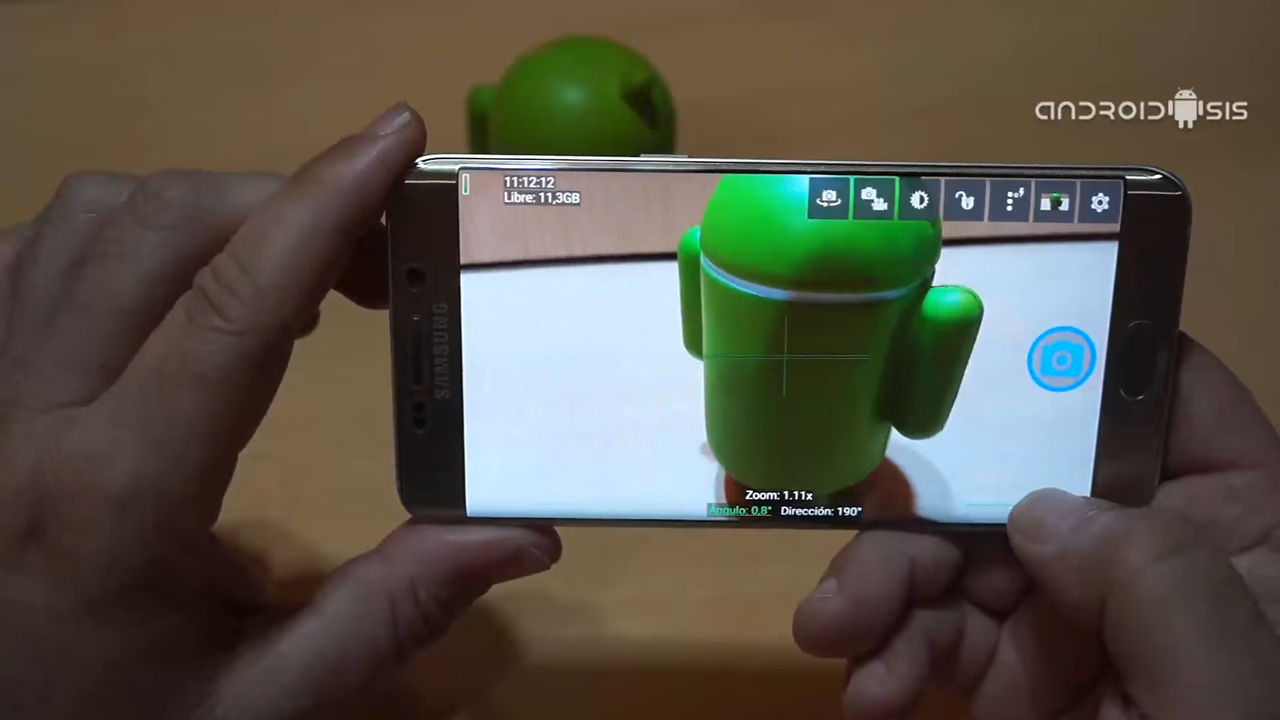 ANDROIDSIS
11:12:12
Libre: 11,3GB
SAMSUNG
Zoom: 1.11x
Ángulo: 0,8° Dirección: 190°